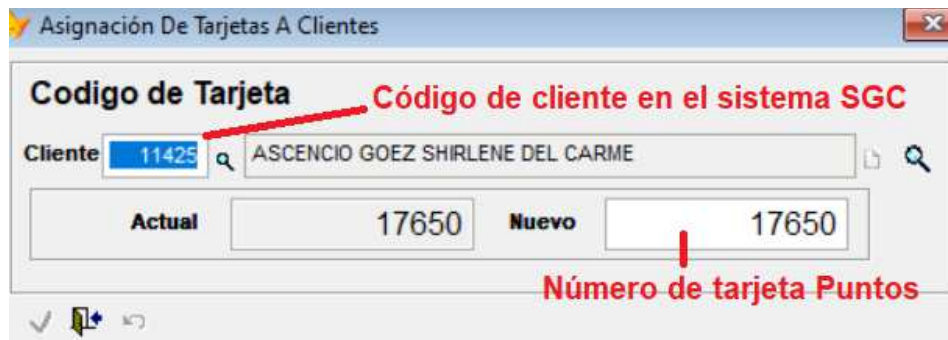 Asignación De Tarjetas A Clientes
Codigo de Tarjeta
Código de cliente en el sistema SGC
Cliente 11425 ASCENCIO GOEZ SHIRLENE DEL CARME
Actual 17650 Nuevo 17650
Número de tarjeta Puntos